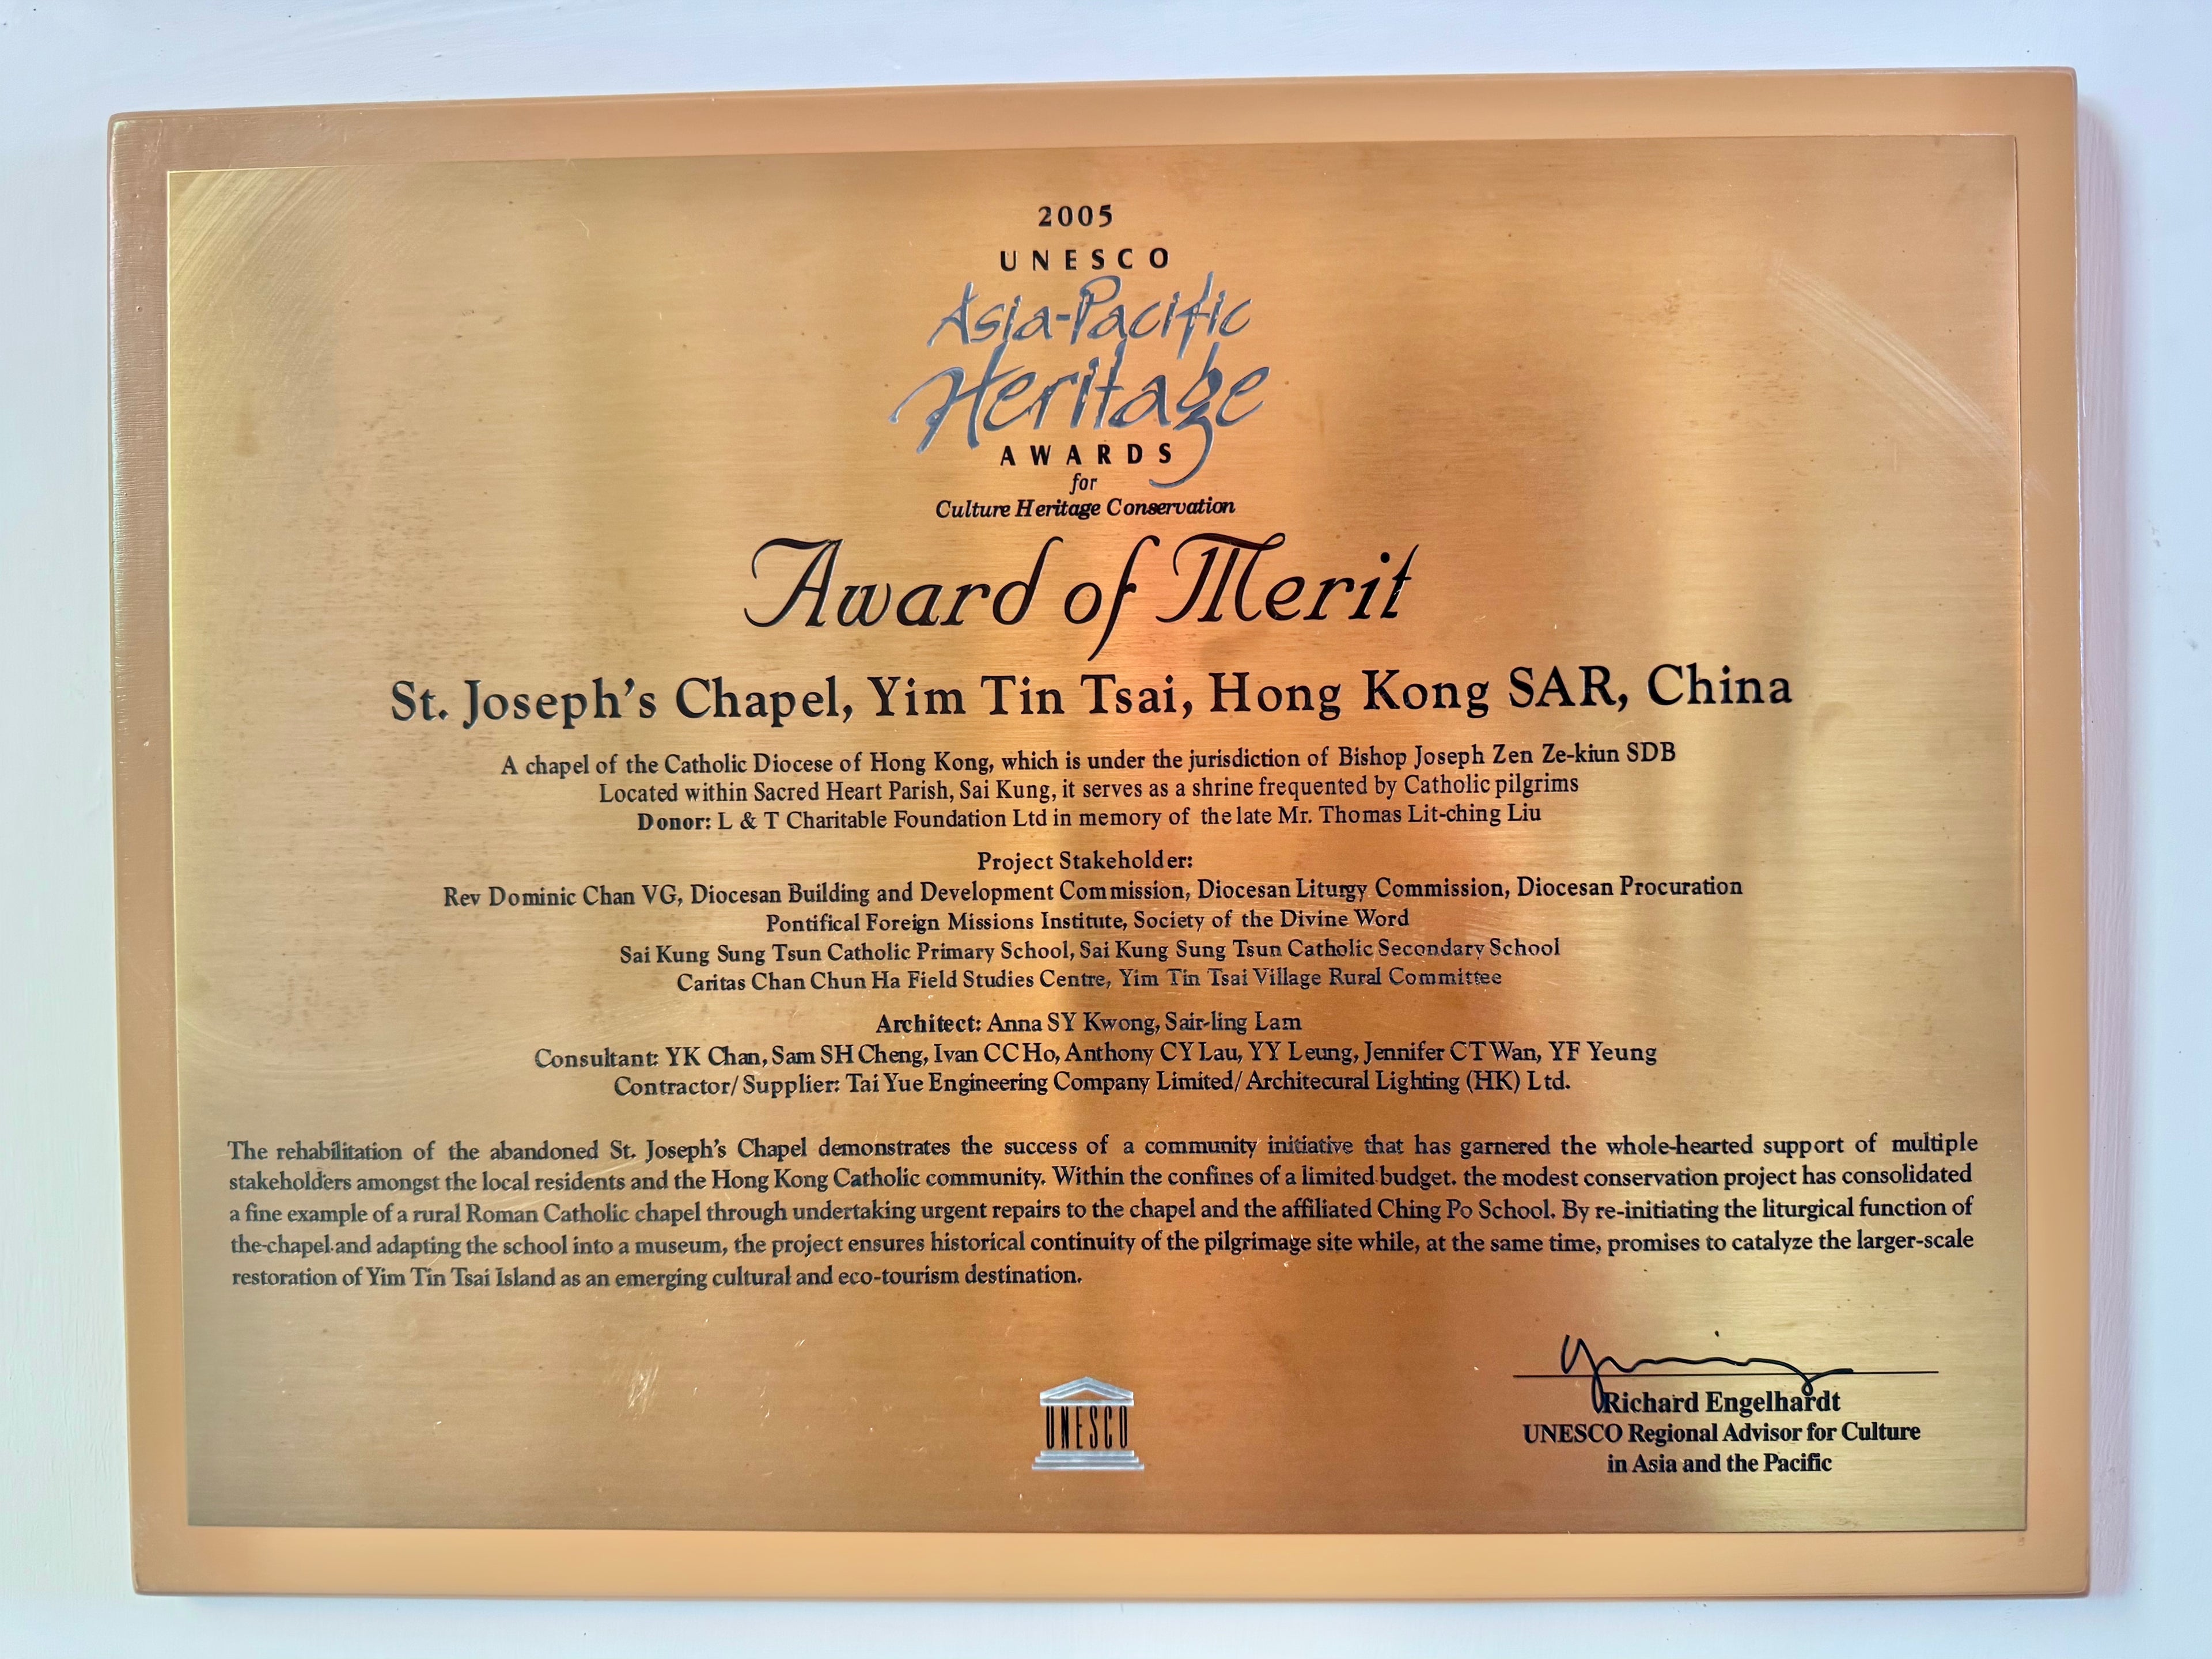 2005
UNESCO
Asia-Pacific
Heritage
AWARDS
for
Culture Heritage Conservation
Award of Merit
St. Joseph's Chapel, Yim Tin Tsai, Hong Kong SAR, China
A chapel of the Catholic Diocese of Hong Kong, which is under the jurisdiction of Bishop Joseph Zen Ze-kiun SDB
Located within Sacred Heart Parish, Sai Kung, it serves as a shrine frequented by Catholic pilgrims
Donor: L & T Charitable Foundation Ltd in memory of the late Mr. Thomas Lit-ching Liu
Project Stakeholder:
Rev Dominic Chan VG, Diocesan Building and Development Commission, Diocesan Liturgy Commission, Diocesan Procuration
Pontifical Foreign Missions Institute, Society of the Divine Word
Sai Kung Sung Tsun Catholic Primary School, Sai Kung Sung Tsun Catholic Secondary School
Caritas Chan Chun Ha Field Studies Centre, Yim Tin Tsai Village Rural Committee
Architect: Anna SY Kwong, Sair-ling Lam
Consultant: YK Chan, Sam SH Cheng, Ivan CC Ho, Anthony CY Lau, YY Leung, Jennifer CT Wan, YF Yeung
Contractor/Supplier: Tai Yue Engineering Company Limited/Architecural Lighting (HK) Ltd.
The rehabilitation of the abandoned St. Joseph's Chapel demonstrates the success of a community initiative that has garnered the whole-hearted support of multiple
stakeholders amongst the local residents and the Hong Kong Catholic community. Within the confines of a limited budget. the modest conservation project has consolidated
a fine example of a rural Roman Catholic chapel through undertaking urgent repairs to the chapel and the affiliated Ching Po School. By re-initiating the liturgical function of
the chapel and adapting the school into a museum, the project ensures historical continuity of the pilgrimage site while, at the same time, promises to catalyze the larger-scale
restoration of Yim Tin Tsai Island as an emerging cultural and eco-tourism destination.
UNESCO
Richard Engelhardt
UNESCO Regional Advisor for Culture
in Asia and the Pacific